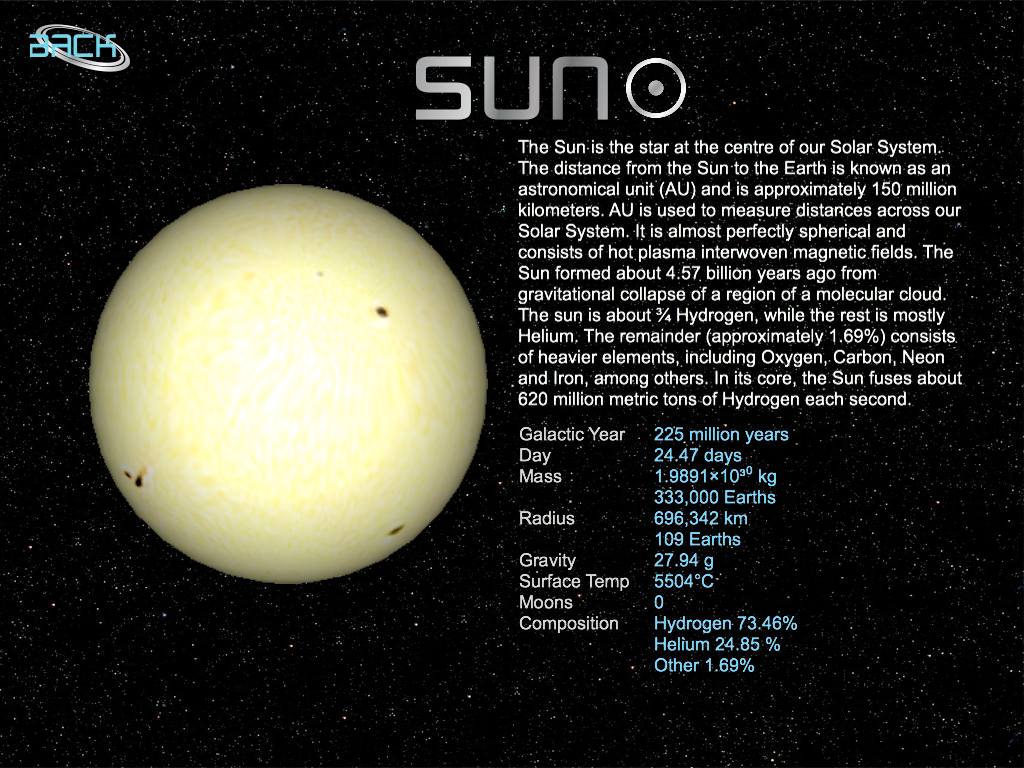 BACK
SUN
The Sun is the star at the centre of our Solar System.
The distance from the Sun to the Earth is known as an
astronomical unit (AU) and is approximately 150 million
kilometers. AU is used to measure distances across our
Solar System. It is almost perfectly spherical and
consists of hot plasma interwoven magnetic fields. The
Sun formed about 4.57 billion years ago from
gravitational collapse of a region of a molecular cloud.
The sun is about ¾ Hydrogen, while the rest is mostly
Helium. The remainder (approximately 1.69%) consists
of heavier elements, including Oxygen, Carbon, Neon
and Iron, among others. In its core, the Sun fuses about
620 million metric tons of Hydrogen each second.
Galactic Year 225 million years
Day 24.47 days
Mass 1.9891×10³⁰ kg
333,000 Earths
Radius 696,342 km
109 Earths
Gravity 27.94 g
Surface Temp 5504°C
Moons 0
Composition Hydrogen 73.46%
Helium 24.85 %
Other 1.69%